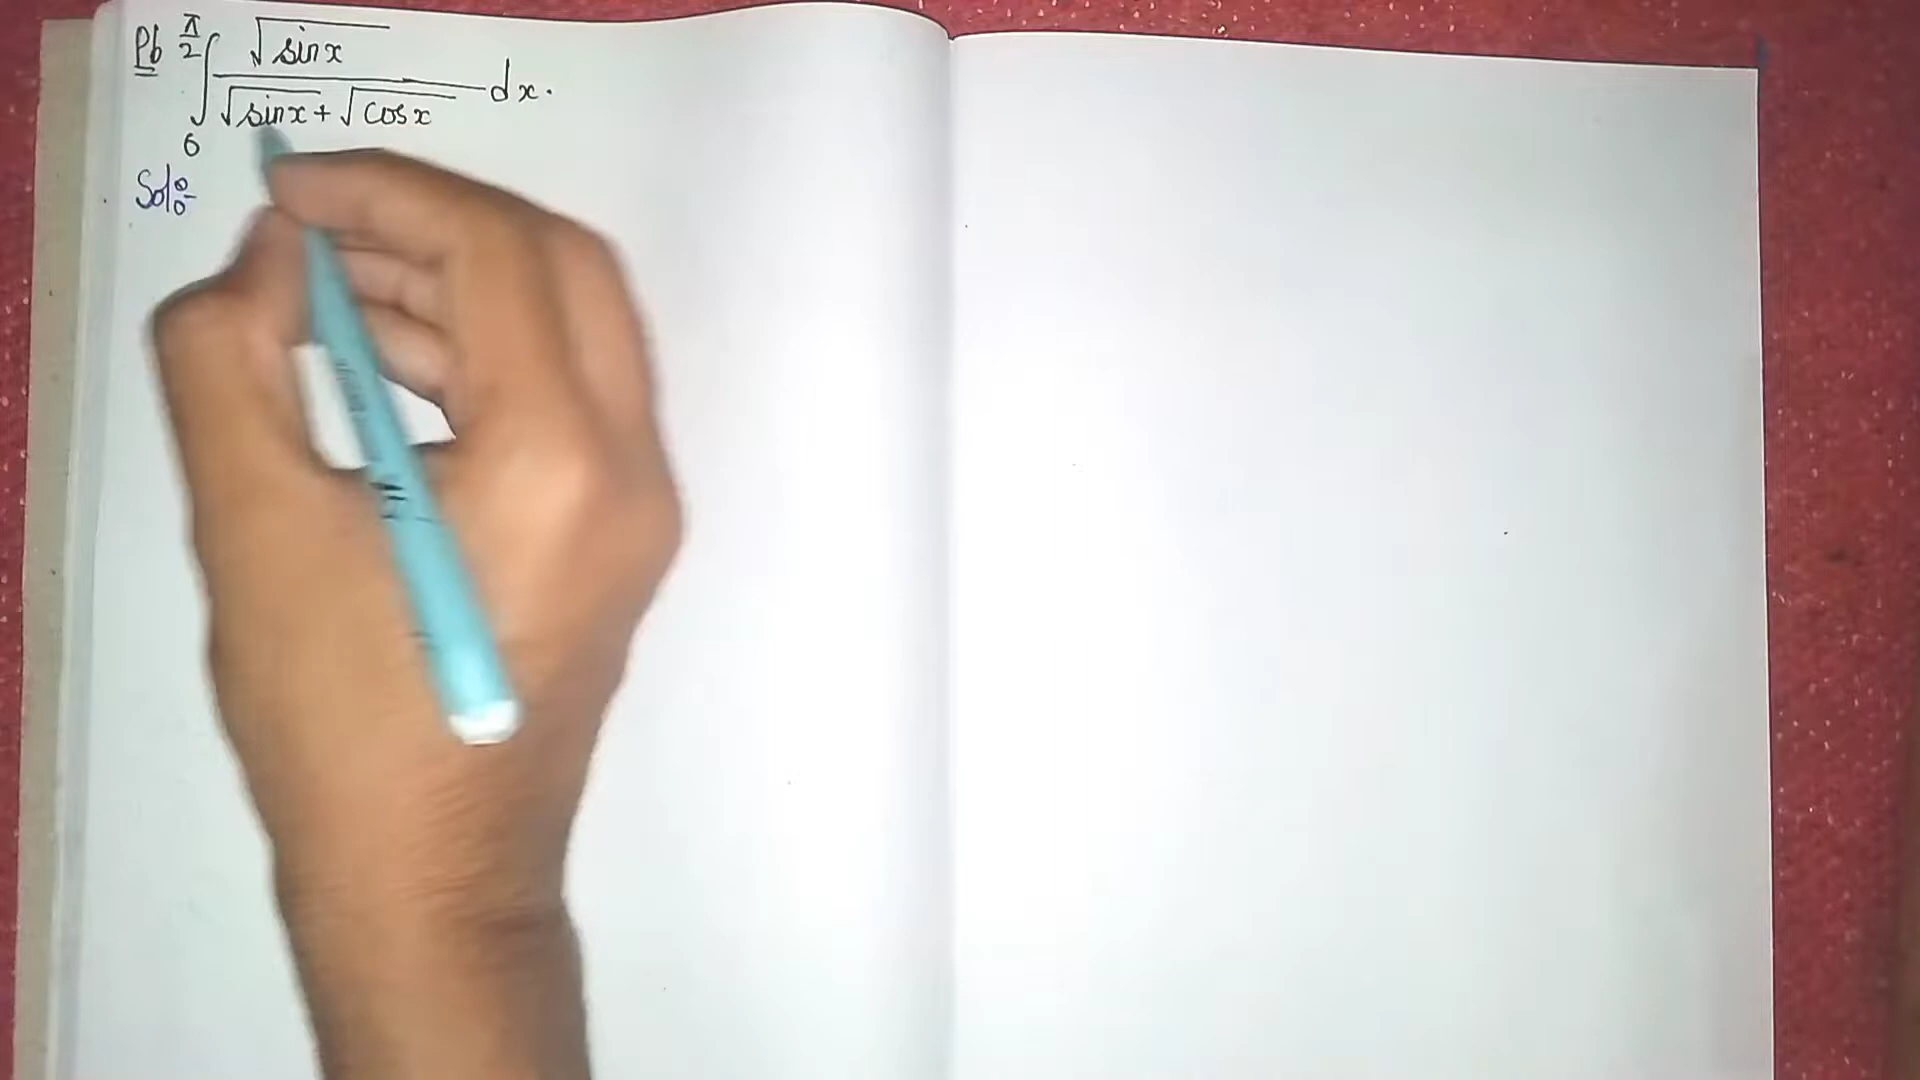 Pb ∫₀^{π/2} √sinx / (√sinx + √cosx) dx.
Sol:-